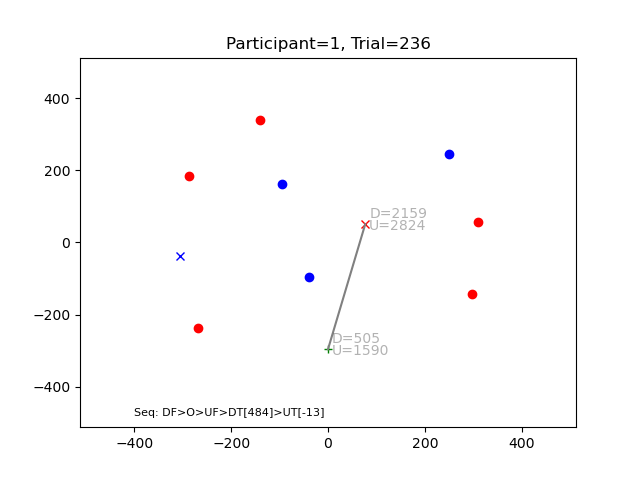 Participant=1, Trial=236
400
200
0
−200
−400
D=2159
U=2824
D=505
U=1590
Seq: DF>O>UF>DT[484]>UT[-13]
−400
−200
0
200
400